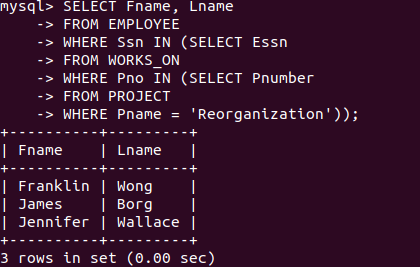 mysql> SELECT Fname, Lname
    -> FROM EMPLOYEE
    -> WHERE Ssn IN (SELECT Essn
    -> FROM WORKS_ON
    -> WHERE Pno IN (SELECT Pnumber
    -> FROM PROJECT
    -> WHERE Pname = 'Reorganization'));
+----------+---------+
| Fname    | Lname   |
+----------+---------+
| Franklin | Wong    |
| James    | Borg    |
| Jennifer | Wallace |
+----------+---------+
3 rows in set (0.00 sec)